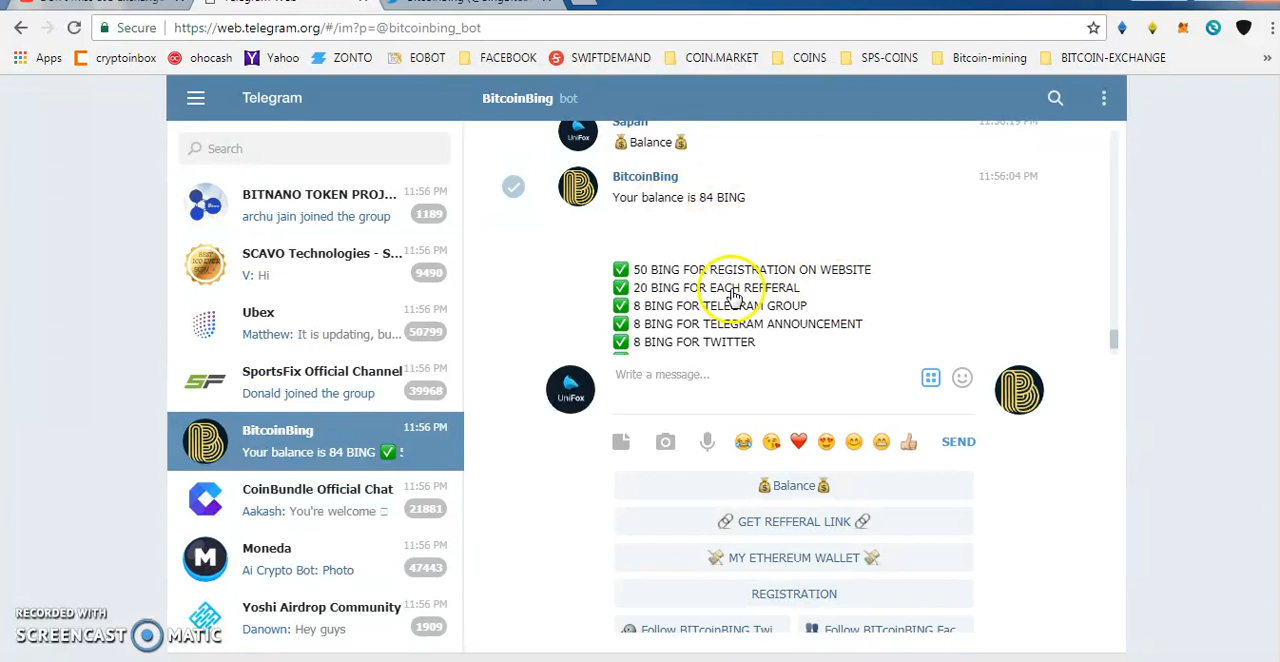 Secure
https://web.telegram.org/#/im?p=@bitcoinbing_bot
Apps
cryptoinbox
ohocash
Yahoo
ZONTO
EOBOT
FACEBOOK
SWIFTDEMAND
COIN.MARKET
COINS
SPS-COINS
Bitcoin-mining
BITCOIN-EXCHANGE
»
Telegram
BitcoinBing bot
Search
BITNANO TOKEN PROJ... 11:56 PM
archu jain joined the group 1189
SCAVO Technologies - S... 11:56 PM
V: Hi 9490
Ubex 11:56 PM
Matthew: It is updating, bu... 50799
SportsFix Official Channel 11:56 PM
Donald joined the group 39968
BitcoinBing 11:56 PM
Your balance is 84 BING ✅
CoinBundle Official Chat 11:56 PM
Aakash: You're welcome 21881
Moneda 11:56 PM
Ai Crypto Bot: Photo 47443
Yoshi Airdrop Community 11:56 PM
Danown: Hey guys 1909
Sapan
💰Balance💰
BitcoinBing 11:56:04 PM
Your balance is 84 BING
✅ 50 BING FOR REGISTRATION ON WEBSITE
✅ 20 BING FOR EACH REFFERAL
✅ 8 BING FOR TELEGRAM GROUP
✅ 8 BING FOR TELEGRAM ANNOUNCEMENT
✅ 8 BING FOR TWITTER
UniFox
UniFox
Write a message...
SEND
💰Balance💰
🔗 GET REFFERAL LINK 🔗
💸 MY ETHEREUM WALLET 💸
REGISTRATION
Follow BITcoinBING Twi...
Follow BITcoinBING Fac...
RECORDED WITH
SCREENCAST MATIC